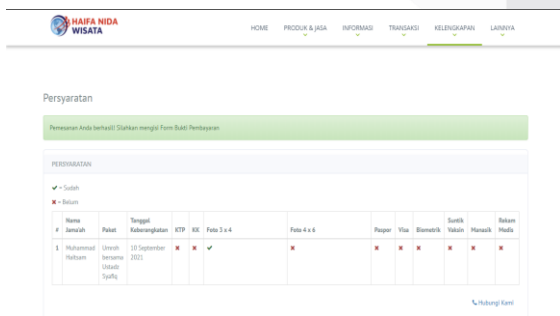 HAIFA NIDA
WISATA
HOME PRODUK & JASA INFORMASI TRANSAKSI KELENGKAPAN LAINNYA
Persyaratan
Pemesanan Anda berhasil! Silahkan mengisi Form Bukti Pembayaran
PERSYARATAN
✔ = Sudah
✖ = Belum
# Nama Jama'ah Paket Tanggal Keberangkatan KTP KK Foto 3 x 4 Foto 4 x 6 Paspor Visa Biometrik Suntik Vaksin Manasik Rekam Medis
1 Muhammad Haitsam Umroh bersama Ustadz Syafiq 10 September 2021 ✖ ✖ ✔ ✖ ✖ ✖ ✖ ✖ ✖ ✖
Hubungi Kami